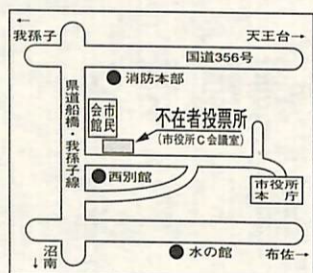 ←
我孫子
天王台→
国道356号
消防本部
県道船橋・我孫子線
市民
会館
不在者投票所
(市役所C会議室)
西別館
市役所
本庁
沼南
↓
水の館
布佐→